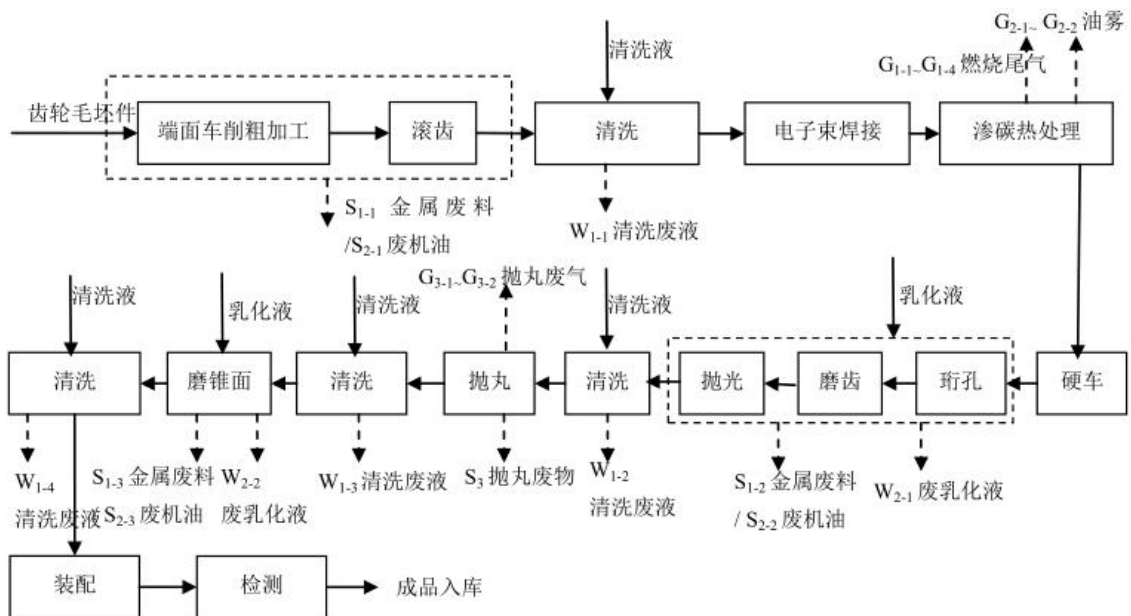 G2-1~ G2-2 油雾
清洗液
G1-1~G1-4 燃烧尾气
齿轮毛坯件
端面车削粗加工
滚齿
清洗
电子束焊接
渗碳热处理
S1-1 金属废料
/S2-1 废机油
W1-1 清洗废液
G3-1~G3-2 抛丸废气
清洗液
乳化液
清洗液
清洗液
乳化液
清洗
磨锥面
清洗
抛丸
清洗
抛光
磨齿
珩孔
硬车
W1-4
清洗废液
S1-3 金属废料
S2-3 废机油
W2-2
废乳化液
W1-3 清洗废液
S3 抛丸废物
W1-2
清洗废液
S1-2 金属废料
/ S2-2 废机油
W2-1 废乳化液
装配
检测
成品入库